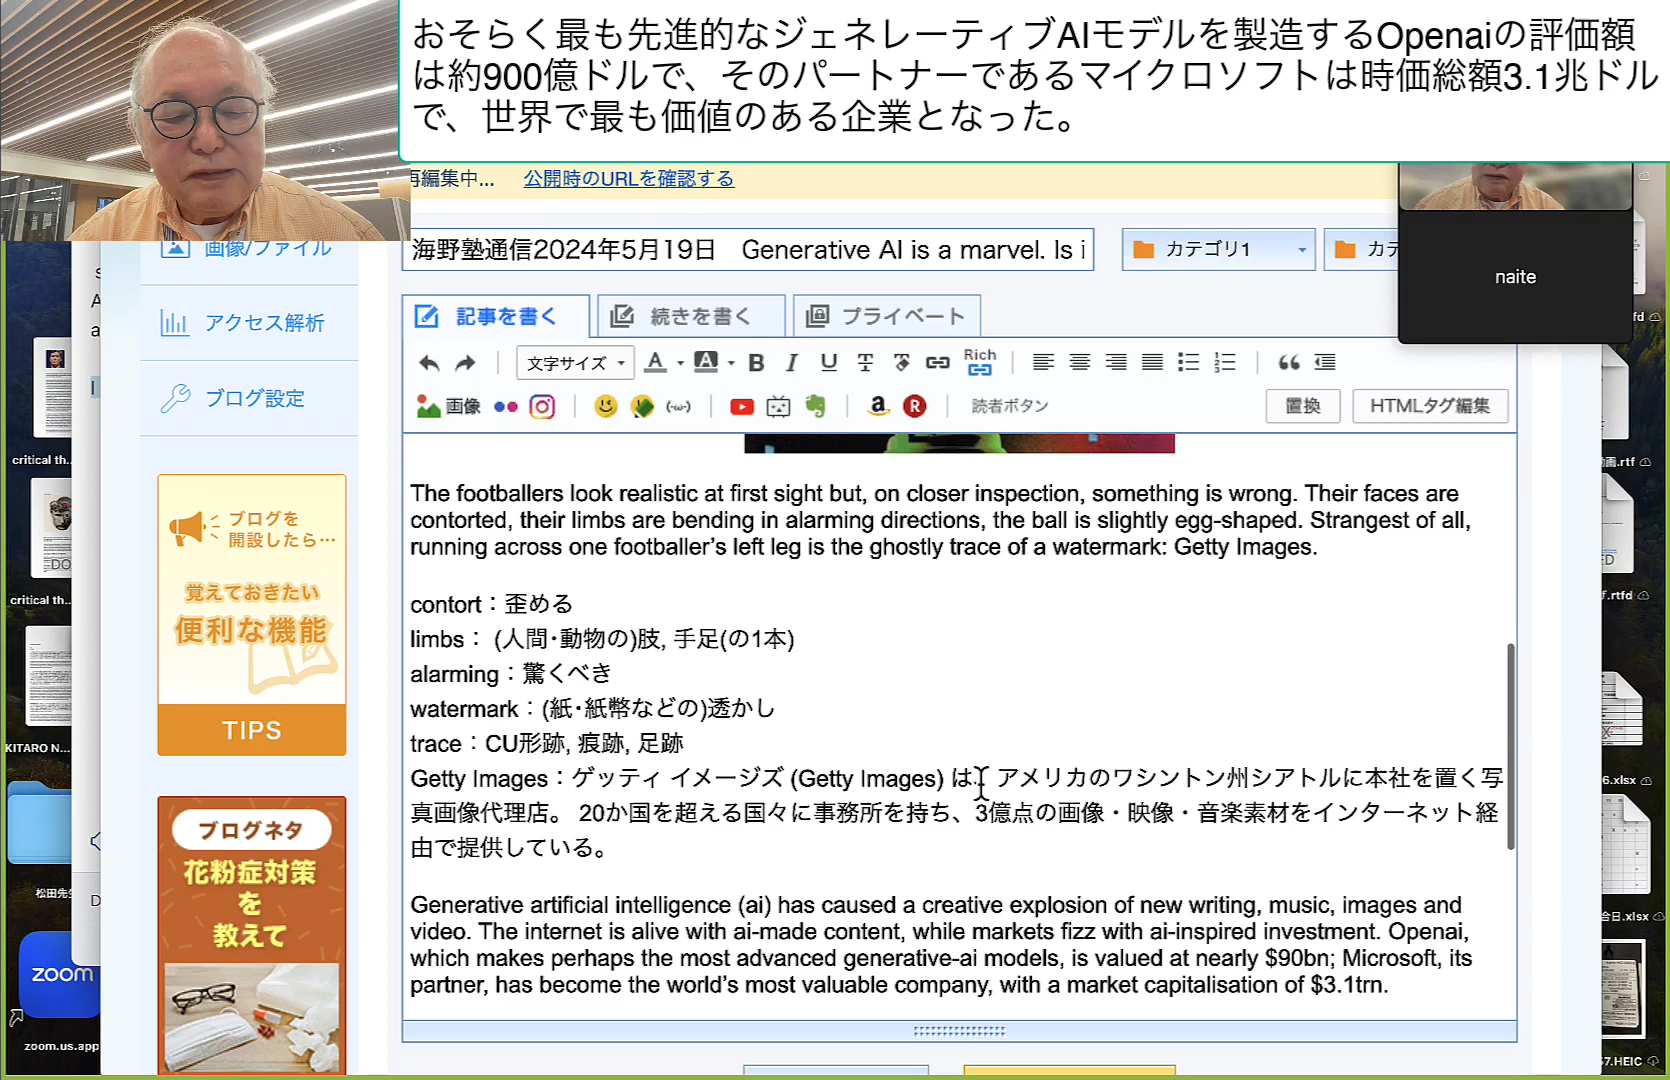 おそらく最も先進的なジェネレーティブAIモデルを製造するOpenaiの評価額
は約900億ドルで、そのパートナーであるマイクロソフトは時価総額3.1兆ドル
で、世界で最も価値のある企業となった。
再編集中... 公開時のURLを確認する
海野塾通信2024年5月19日 Generative AI is a marvel. Is i
カテゴリ1
カテ
naite
画像/ファイル
アクセス解析
ブログ設定
記事を書く
続きを書く
プライベート
文字サイズ
A A B I U T Rich
画像
読者ボタン
置換
HTMLタグ編集
The footballers look realistic at first sight but, on closer inspection, something is wrong. Their faces are
contorted, their limbs are bending in alarming directions, the ball is slightly egg-shaped. Strangest of all,
running across one footballer’s left leg is the ghostly trace of a watermark: Getty Images.
contort：歪める
limbs： (人間･動物の)肢, 手足(の1本)
alarming：驚くべき
watermark：(紙･紙幣などの)透かし
trace：CU形跡, 痕跡, 足跡
Getty Images：ゲッティ イメージズ (Getty Images) は、アメリカのワシントン州シアトルに本社を置く写
真画像代理店。 20か国を超える国々に事務所を持ち、3億点の画像・映像・音楽素材をインターネット経
由で提供している。
Generative artificial intelligence (ai) has caused a creative explosion of new writing, music, images and
video. The internet is alive with ai-made content, while markets fizz with ai-inspired investment. Openai,
which makes perhaps the most advanced generative-ai models, is valued at nearly $90bn; Microsoft, its
partner, has become the world’s most valuable company, with a market capitalisation of $3.1trn.
ブログを
開設したら…
覚えておきたい
便利な機能
TIPS
ブログネタ
花粉症対策
を
教えて
critical th...
critical th...
KITARO N...
zoom
zoom.us.app
fd
動画.rtf
f.rtfd
6.xlsx
今日.xlsx
57.HEIC